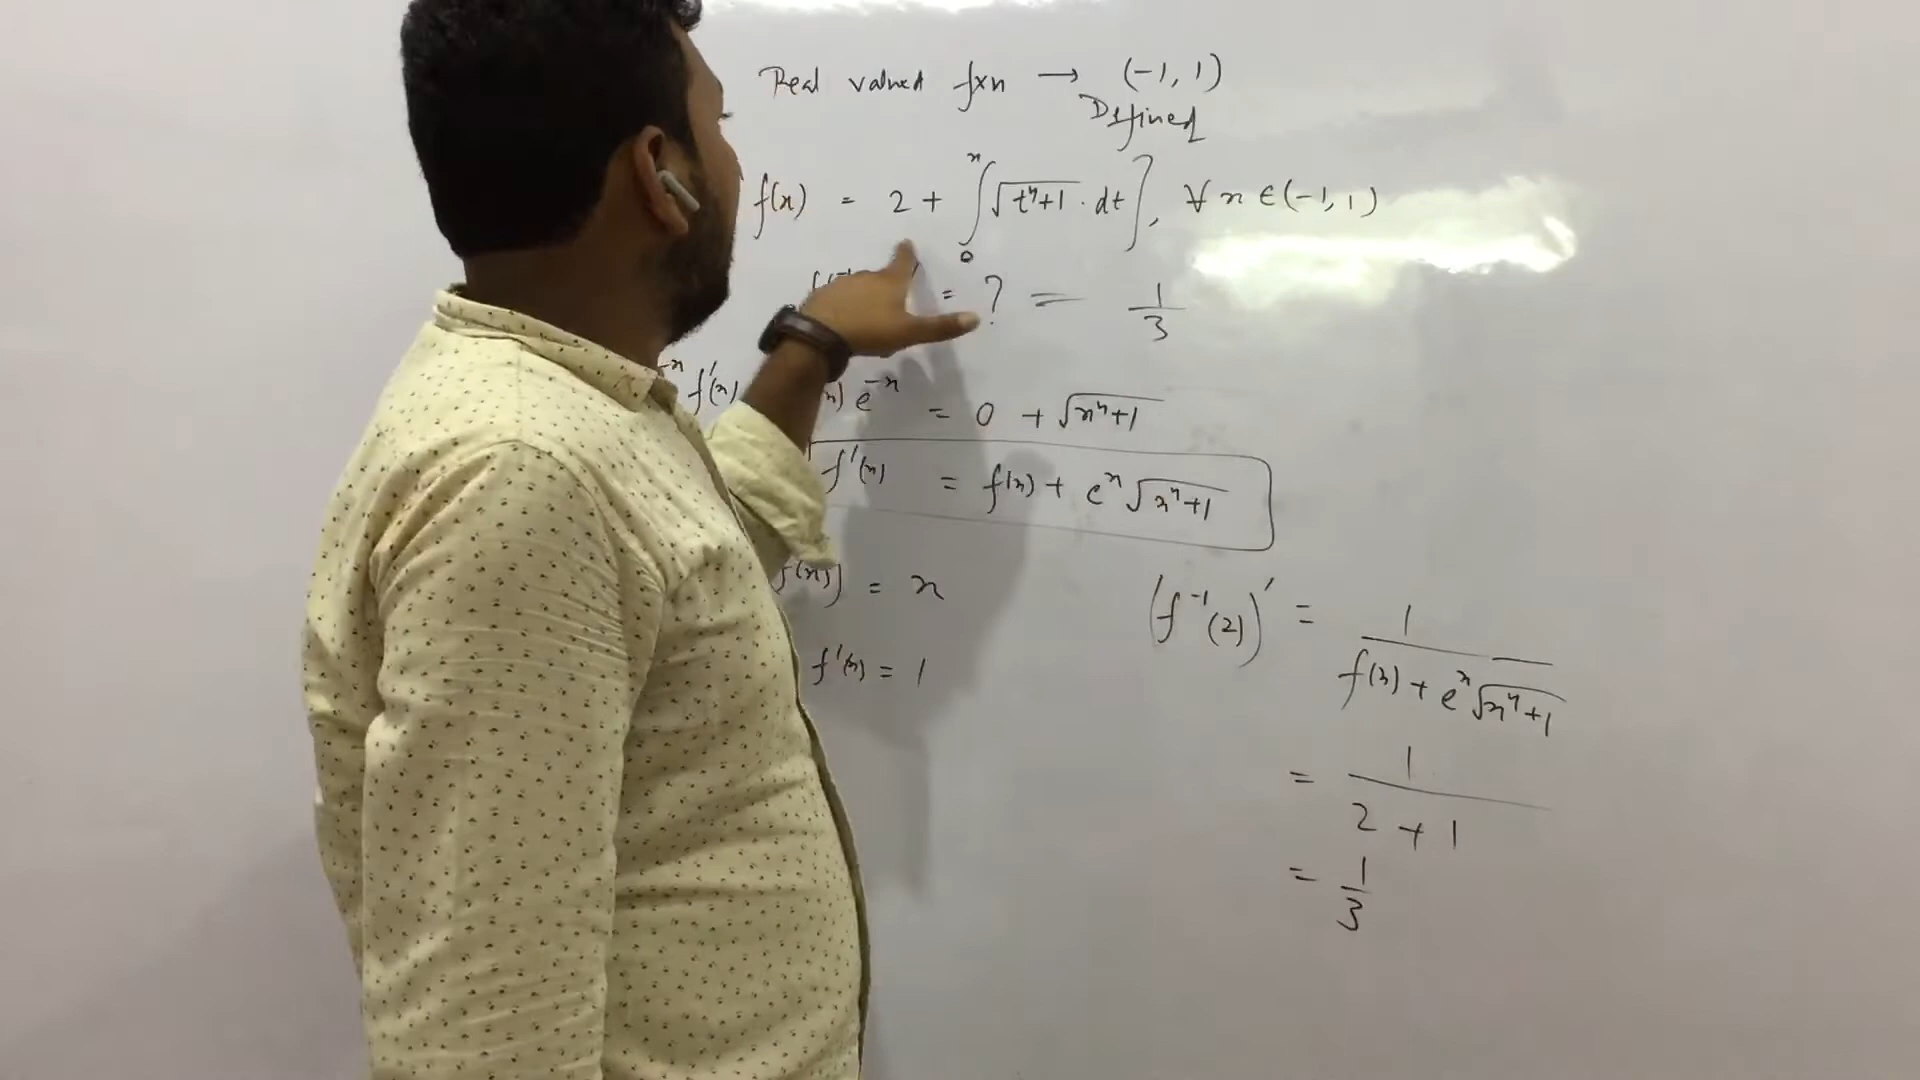 Real valued fxn → (-1, 1)
Defined
f(x) = 2 + ∫₀ˣ √(t⁴+1) · dt], ∀ x ∈ (-1, 1)
= ? = 1/3
f'(x) e⁻ˣ = 0 + √(x⁴+1)
f'(x) = f(x) + eˣ √(x⁴+1)
f(x)) = x
f'(x) = 1
(f⁻¹(2))' = 1/(f(x) + eˣ √(x⁴+1))
= 1/(2 + 1)
= 1/3